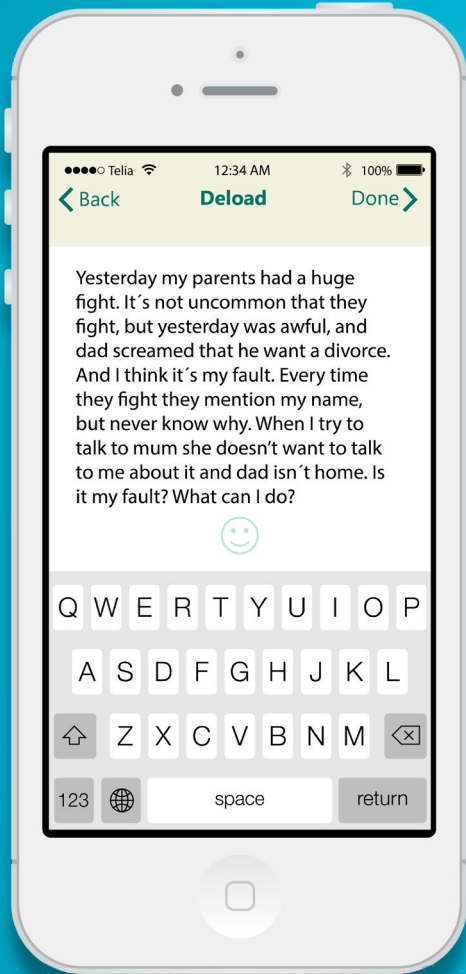 ●●●●○ Telia 12:34 AM 100%
Back Deload Done
Yesterday my parents had a huge
fight. It´s not uncommon that they
fight, but yesterday was awful, and
dad screamed that he want a divorce.
And I think it´s my fault. Every time
they fight they mention my name,
but never know why. When I try to
talk to mum she doesn’t want to talk
to me about it and dad isn´t home. Is
it my fault? What can I do?
Q W E R T Y U I O P
A S D F G H J K L
Z X C V B N M
123 space return